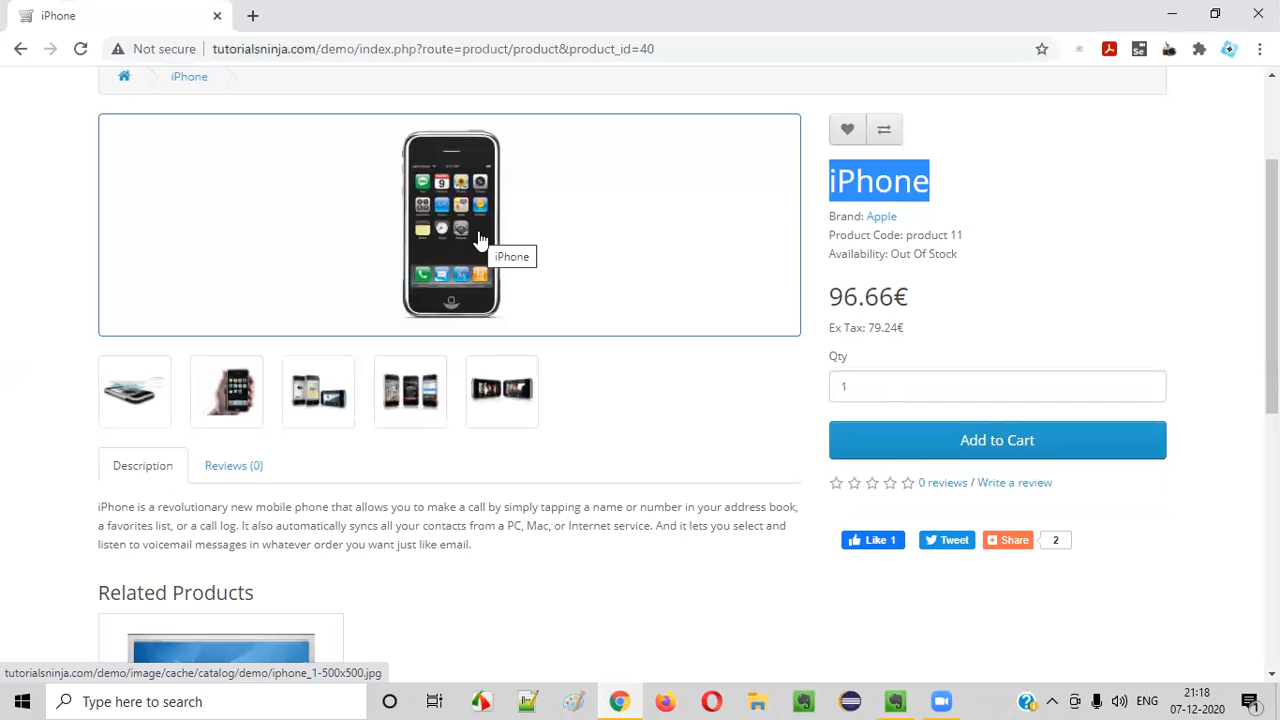 iPhone
Not secure
tutorialsninja.com/demo/index.php?route=product/product&product_id=40
iPhone
iPhone
iPhone
Brand: Apple
Product Code: product 11
Availability: Out Of Stock
96.66€
Ex Tax: 79.24€
Qty
1
Add to Cart
0 reviews / Write a review
Like 1
Tweet
Share
2
Description
Reviews (0)
iPhone is a revolutionary new mobile phone that allows you to make a call by simply tapping a name or number in your address book,
a favorites list, or a call log. It also automatically syncs all your contacts from a PC, Mac, or Internet service. And it lets you select and
listen to voicemail messages in whatever order you want just like email.
Related Products
tutorialsninja.com/demo/image/cache/catalog/demo/iphone_1-500x500.jpg
Type here to search
ENG
21:18
07-12-2020